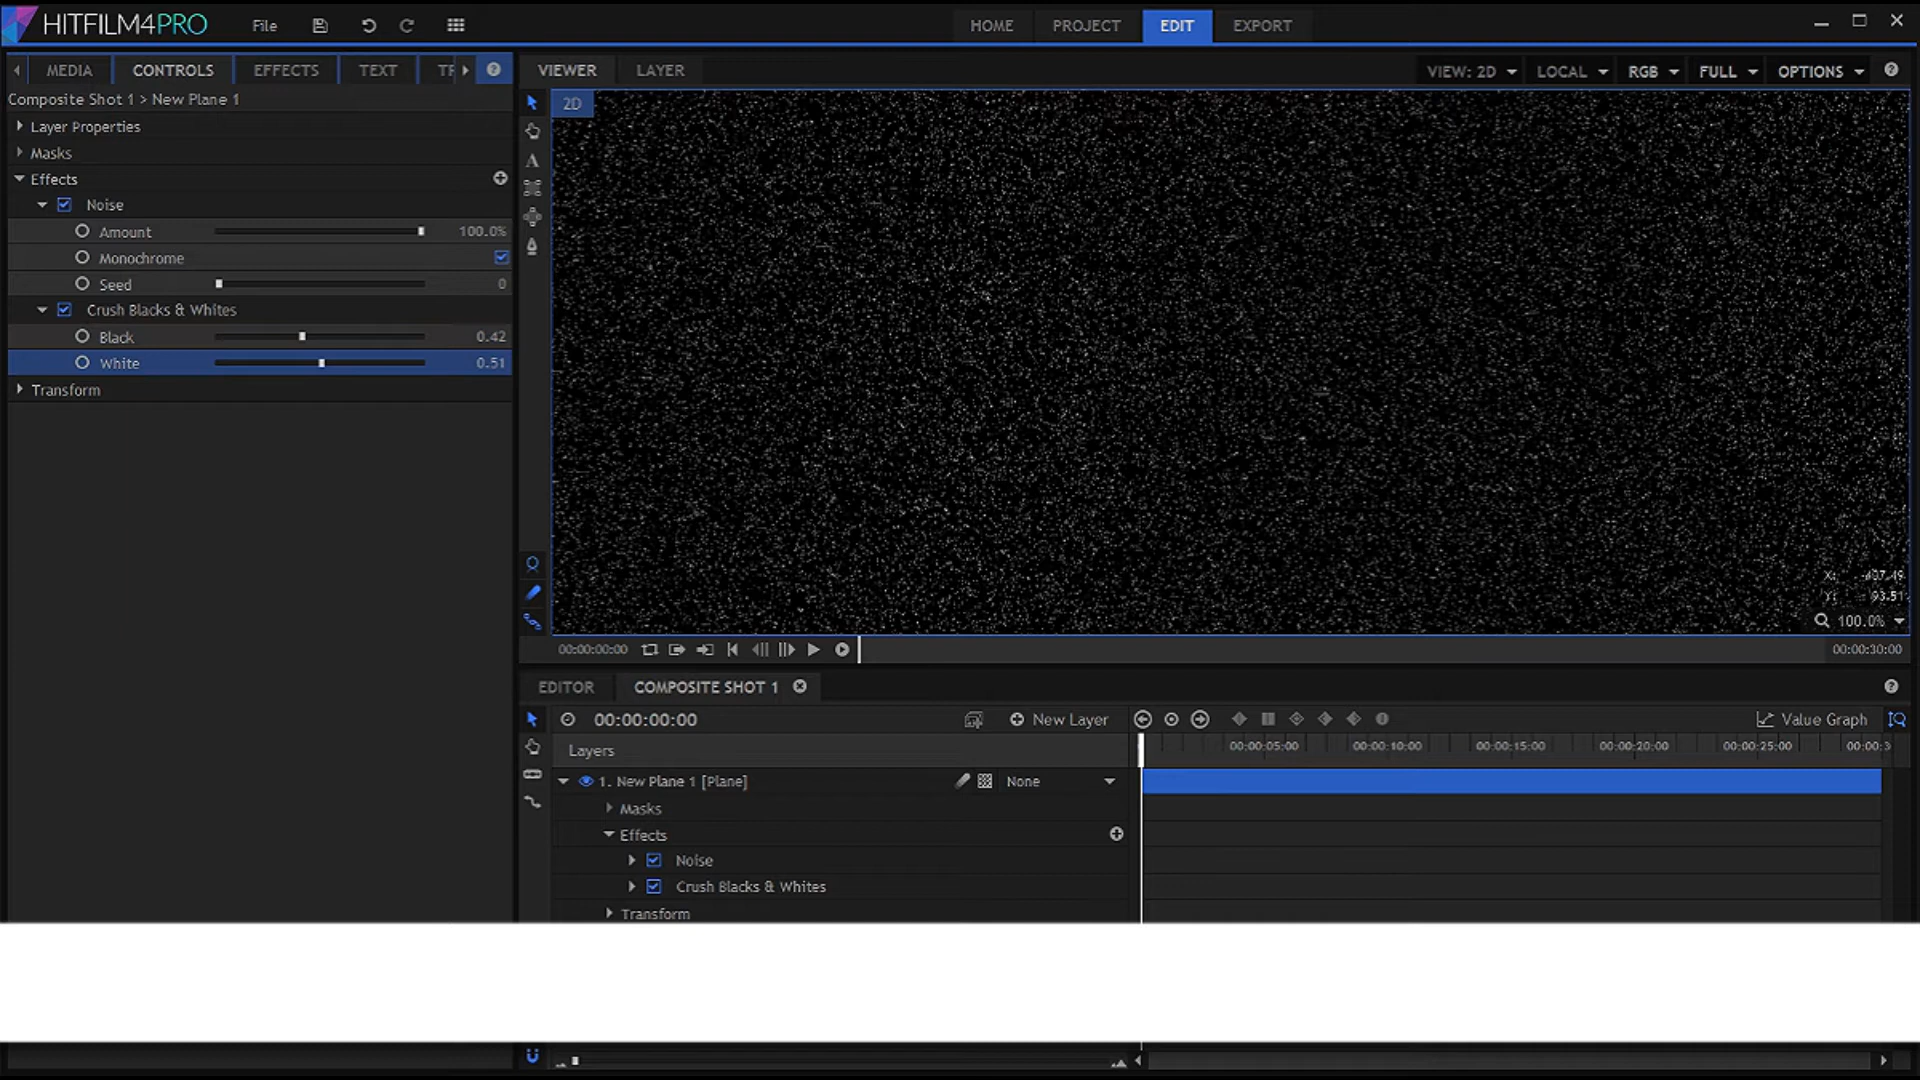 HITFILM4PRO File HOME PROJECT EDIT EXPORT
MEDIA CONTROLS EFFECTS TEXT VIEWER LAYER VIEW: 2D LOCAL RGB FULL OPTIONS
Composite Shot 1 > New Plane 1
2D
Layer Properties
Masks
Effects
Noise
Amount 100.0%
Monochrome
Seed 0
Crush Blacks & Whites
Black 0.42
White 0.51
Transform
Y: 93.51
100.0%
00:00:00:00 00:00:30:00
EDITOR COMPOSITE SHOT 1
00:00:00:00 New Layer Value Graph
00:00:05:00 00:00:10:00 00:00:15:00 00:00:20:00 00:00:25:00 00:00:3
Layers
1. New Plane 1 [Plane] None
Masks
Effects
Noise
Crush Blacks & Whites
Transform